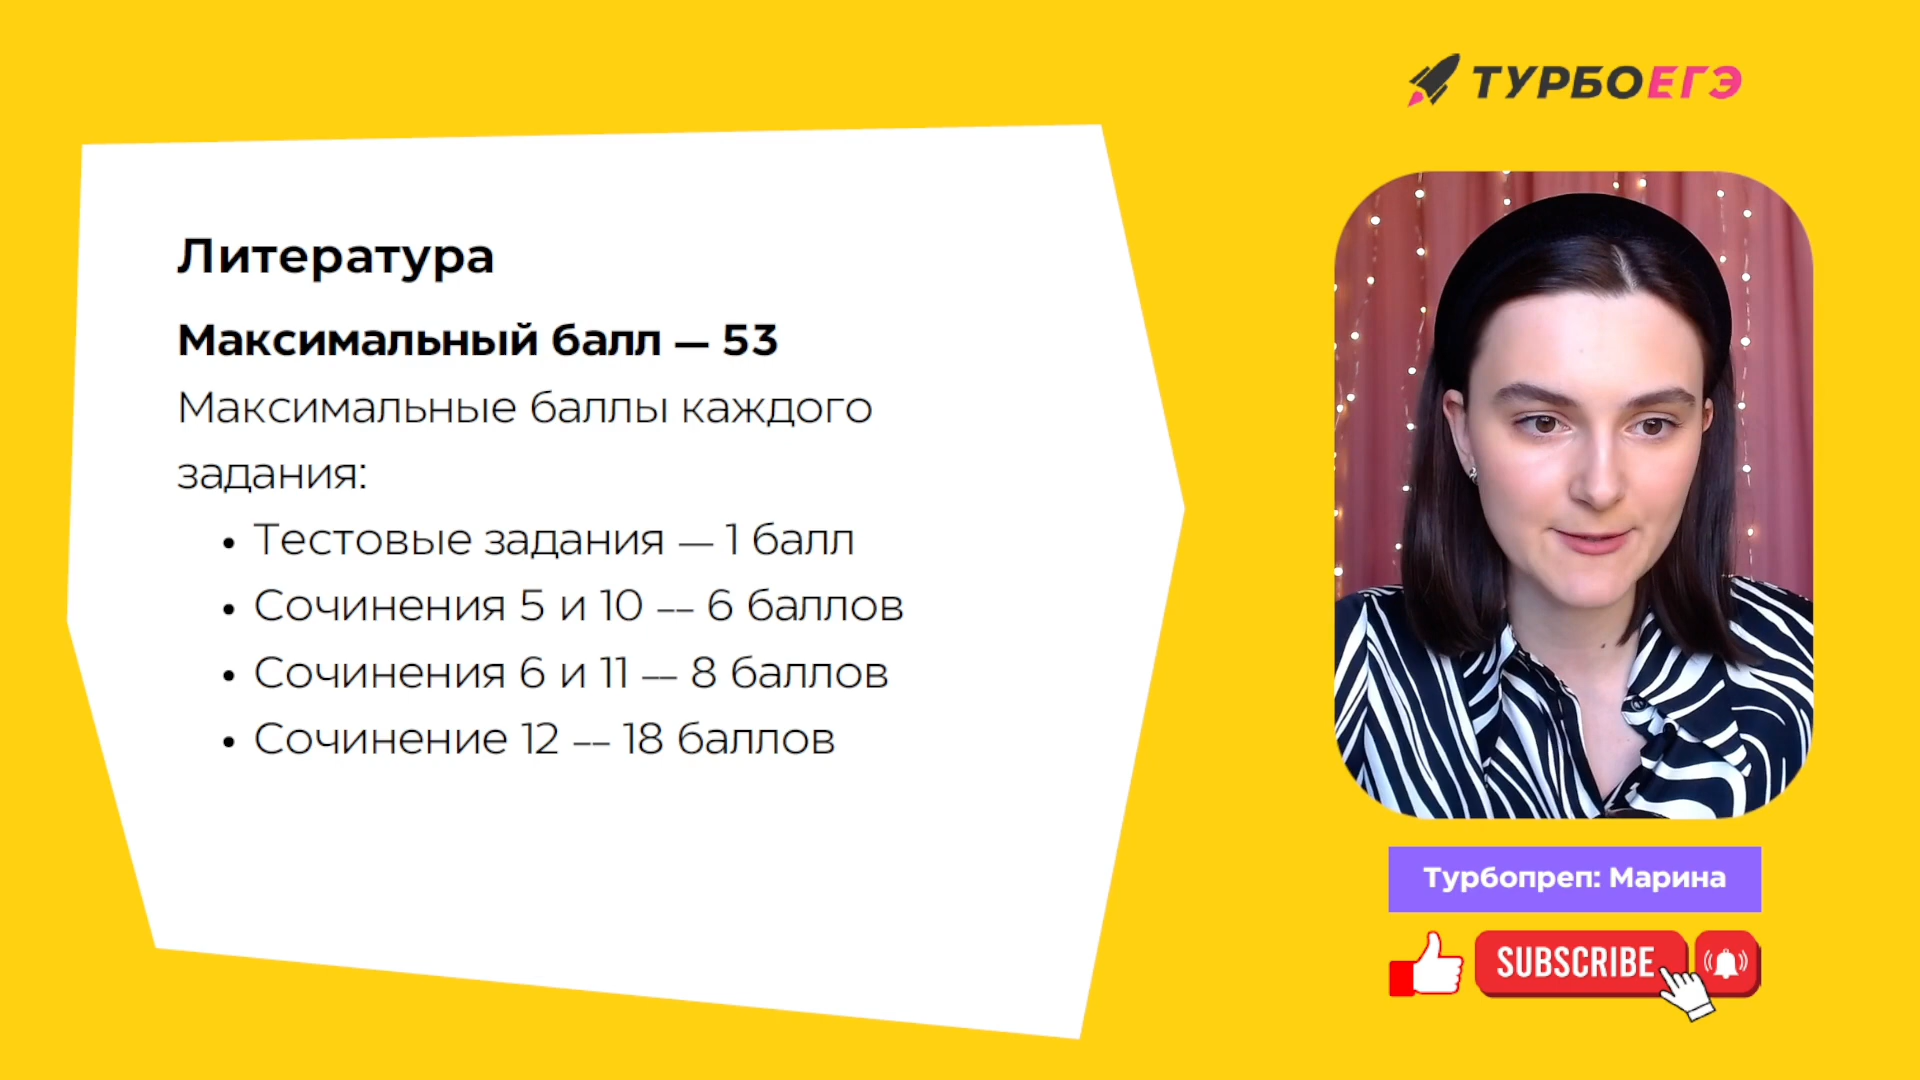 ТУРБОЕГЭ
Литература
Максимальный балл — 53
Максимальные баллы каждого
задания:
• Тестовые задания — 1 балл
• Сочинения 5 и 10 -- 6 баллов
• Сочинения 6 и 11 -- 8 баллов
• Сочинение 12 -- 18 баллов
Турбопреп: Марина
SUBSCRIBE